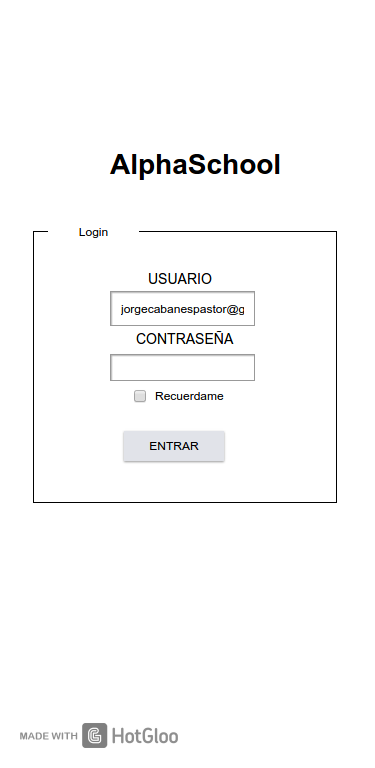 AlphaSchool
Login
USUARIO
jorgecabanespastor@g
CONTRASEÑA
Recuerdame
ENTRAR
MADE WITH HotGloo